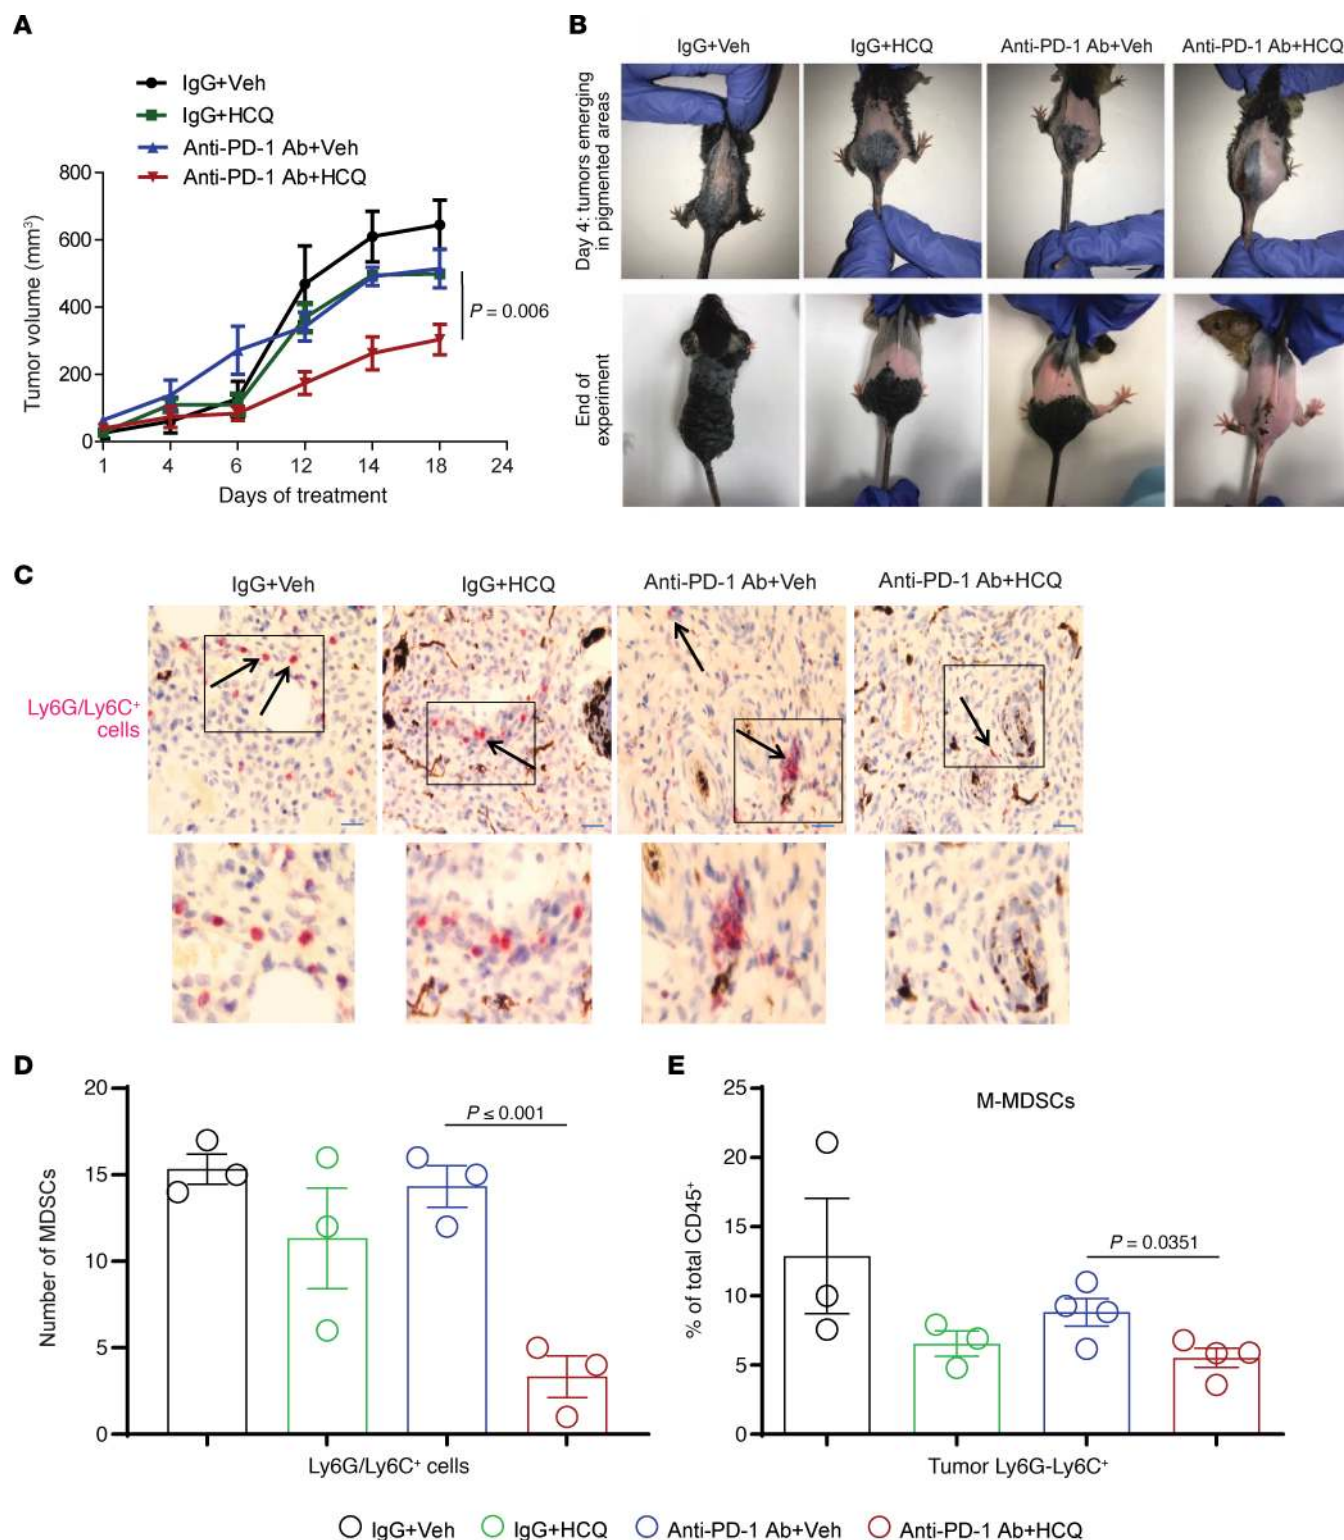 A
IgG+Veh
IgG+HCQ
Anti-PD-1 Ab+Veh
Anti-PD-1 Ab+HCQ
Tumor volume (mm³)
800
600
400
200
0
P = 0.006
1 4 6 12 14 18 24
Days of treatment
B
IgG+Veh IgG+HCQ Anti-PD-1 Ab+Veh Anti-PD-1 Ab+HCQ
Day 4: tumors emerging
in pigmented areas
End of
experiment
C
IgG+Veh IgG+HCQ Anti-PD-1 Ab+Veh Anti-PD-1 Ab+HCQ
Ly6G/Ly6C⁺
cells
D
Number of MDSCs
20
15
10
5
0
P ≤ 0.001
Ly6G/Ly6C⁺ cells
E
% of total CD45⁺
25
20
15
10
5
0
M-MDSCs
P = 0.0351
Tumor Ly6G-Ly6C⁺
IgG+Veh IgG+HCQ Anti-PD-1 Ab+Veh Anti-PD-1 Ab+HCQ